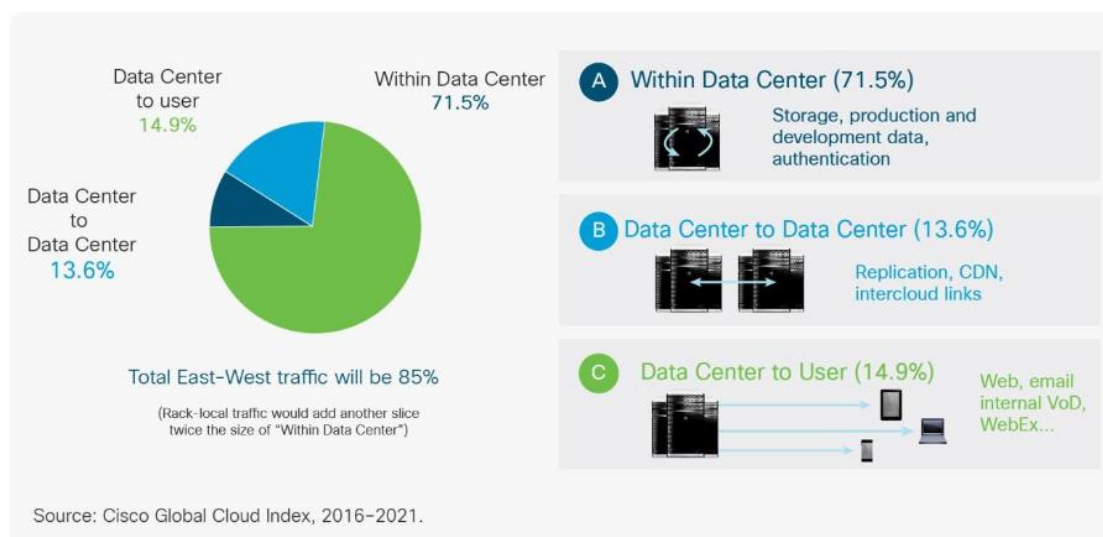 Data Center
to user
14.9%
Within Data Center
71.5%
Data Center
to
Data Center
13.6%
Total East-West traffic will be 85%
(Rack-local traffic would add another slice
twice the size of “Within Data Center”)
A Within Data Center (71.5%)
Storage, production and
development data,
authentication
B Data Center to Data Center (13.6%)
Replication, CDN,
intercloud links
C Data Center to User (14.9%)
Web, email
internal VoD,
WebEx...
Source: Cisco Global Cloud Index, 2016–2021.